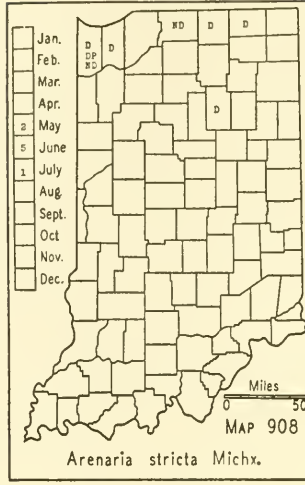 Jan.
Feb.
Mar.
Apr.
2 May
5 June
1 July
Aug.
Sept.
Oct
Nov.
Dec.
D D ND D D
DP
ND
D
Miles
0 50
MAP 908
Arenaria stricta Michx.